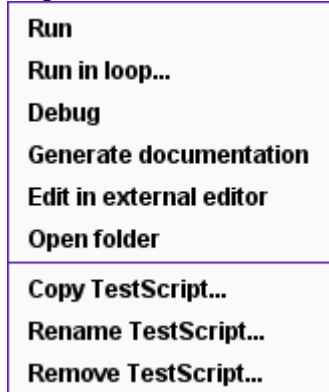 Run
Run in loop...
Debug
Generate documentation
Edit in external editor
Open folder
Copy TestScript...
Rename TestScript...
Remove TestScript...